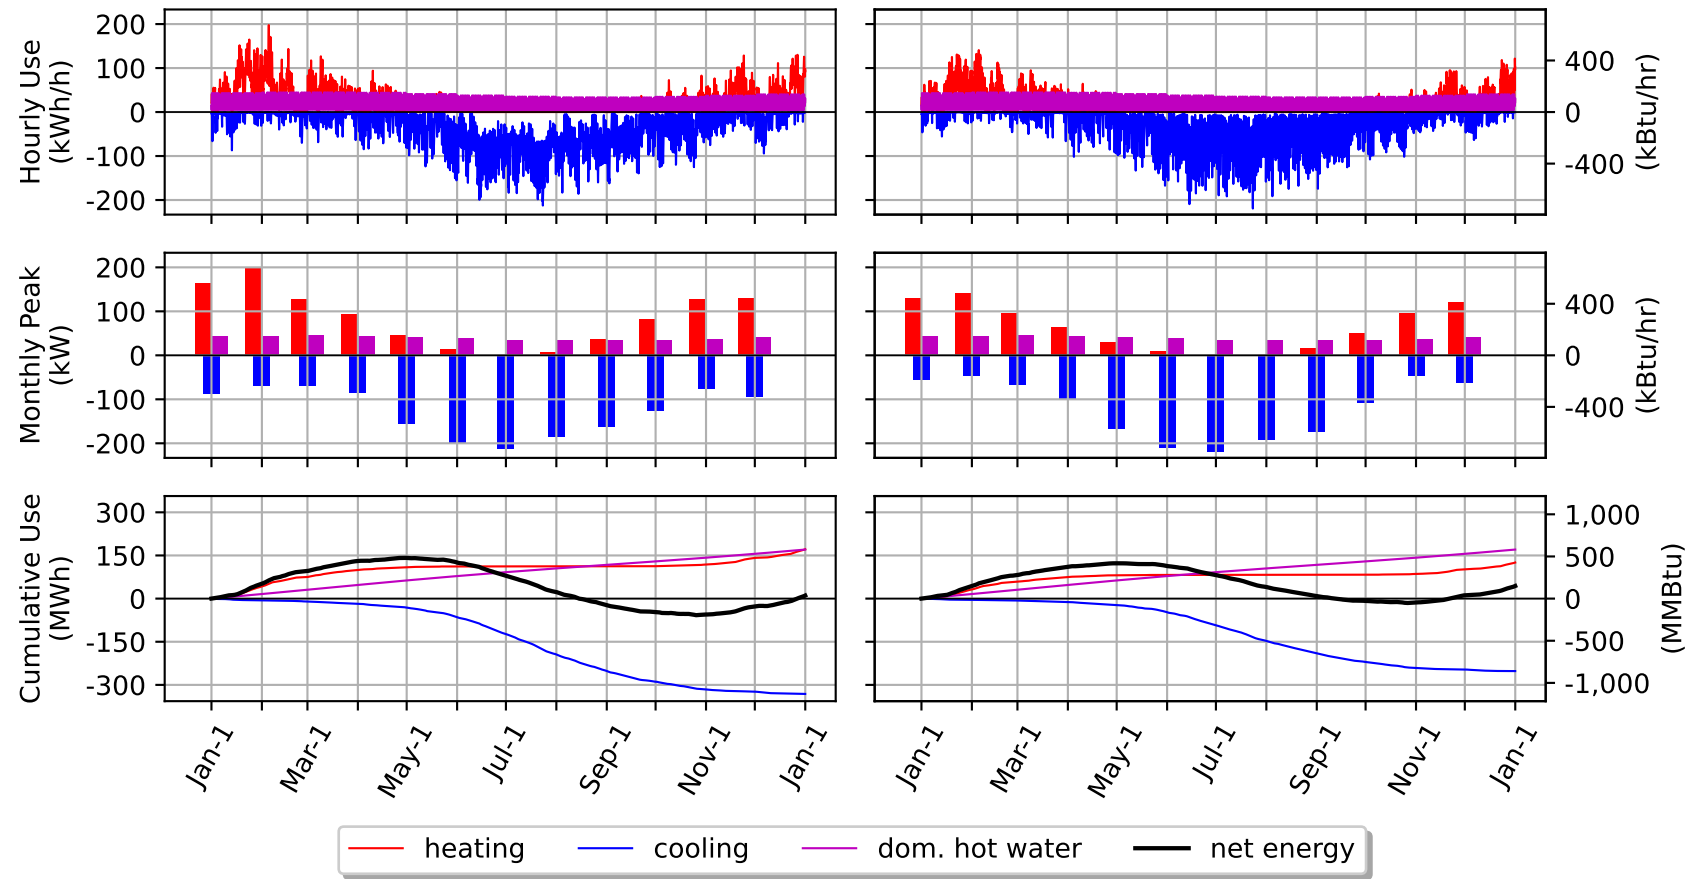 Hourly Use
(kWh/h)
200
100
0
-100
-200
400
0
-400
(kBtu/hr)
Monthly Peak
(kW)
200
100
0
-100
-200
400
0
-400
(kBtu/hr)
Cumulative Use
(MWh)
300
150
0
-150
-300
1,000
500
0
-500
-1,000
(MMBtu)
Jan-1
Mar-1
May-1
Jul-1
Sep-1
Nov-1
Jan-1
Jan-1
Mar-1
May-1
Jul-1
Sep-1
Nov-1
Jan-1
heating cooling dom. hot water net energy